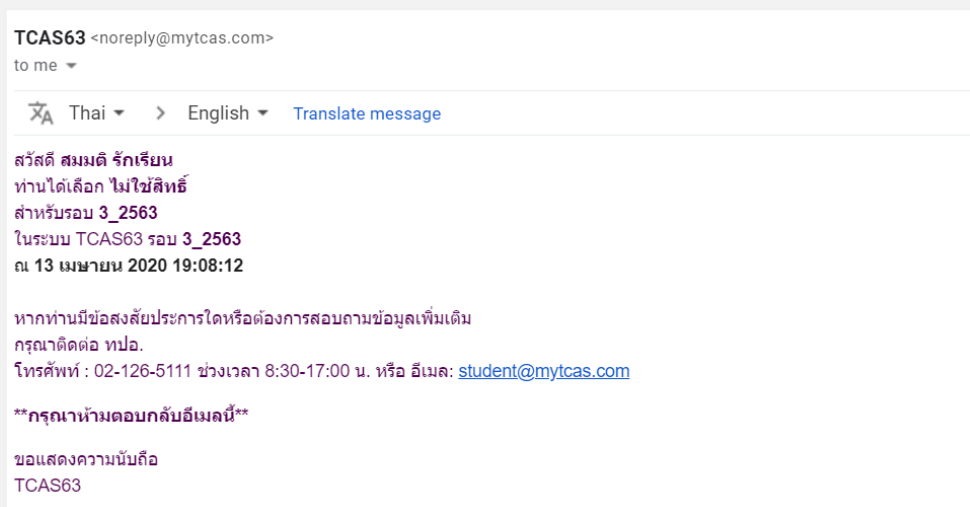 TCAS63 <noreply@mytcas.com>
to me
Thai > English Translate message
สวัสดี สมมติ รักเรียน
ท่านได้เลือก ไม่ใช้สิทธิ์
สำหรับรอบ 3_2563
ในระบบ TCAS63 รอบ 3_2563
ณ 13 เมษายน 2020 19:08:12
หากท่านมีข้อสงสัยประการใดหรือต้องการสอบถามข้อมูลเพิ่มเติม
กรุณาติดต่อ ทปอ.
โทรศัพท์ : 02-126-5111 ช่วงเวลา 8:30-17:00 น. หรือ อีเมล: student@mytcas.com
**กรุณาห้ามตอบกลับอีเมลนี้**
ขอแสดงความนับถือ
TCAS63